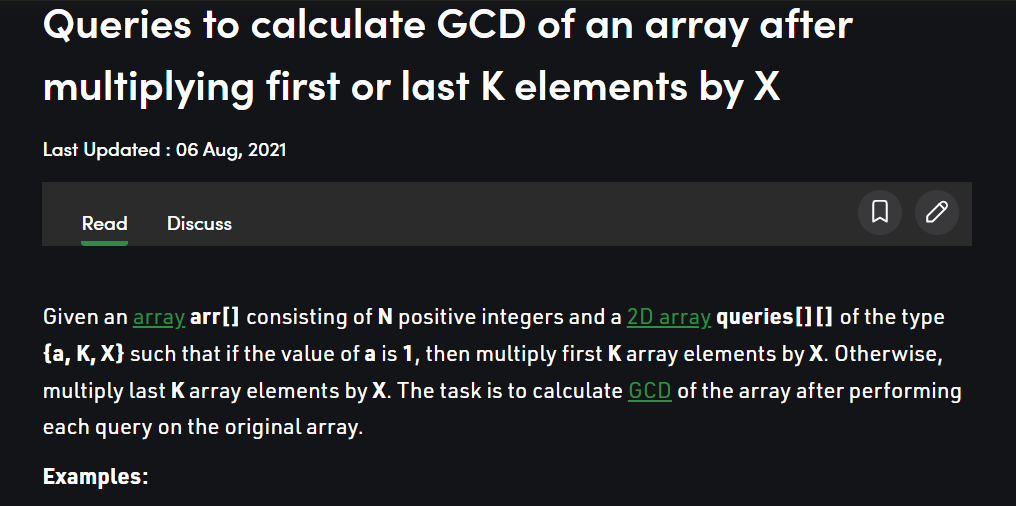 Queries to calculate GCD of an array after
multiplying first or last K elements by X
Last Updated : 06 Aug, 2021
Read Discuss
Given an array arr[] consisting of N positive integers and a 2D array queries[][] of the type
{a, K, X} such that if the value of a is 1, then multiply first K array elements by X. Otherwise,
multiply last K array elements by X. The task is to calculate GCD of the array after performing
each query on the original array.
Examples: